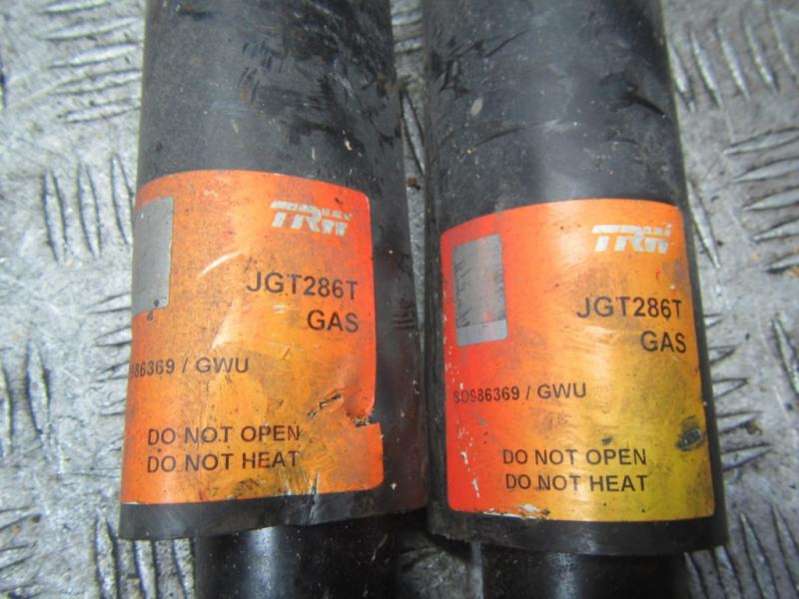 TRW
JGT286T
GAS
86369 / GWU
DO NOT OPEN
DO NOT HEAT
TRW
JGT286T
GAS
SDS86369 / GWU
DO NOT OPEN
DO NOT HEAT